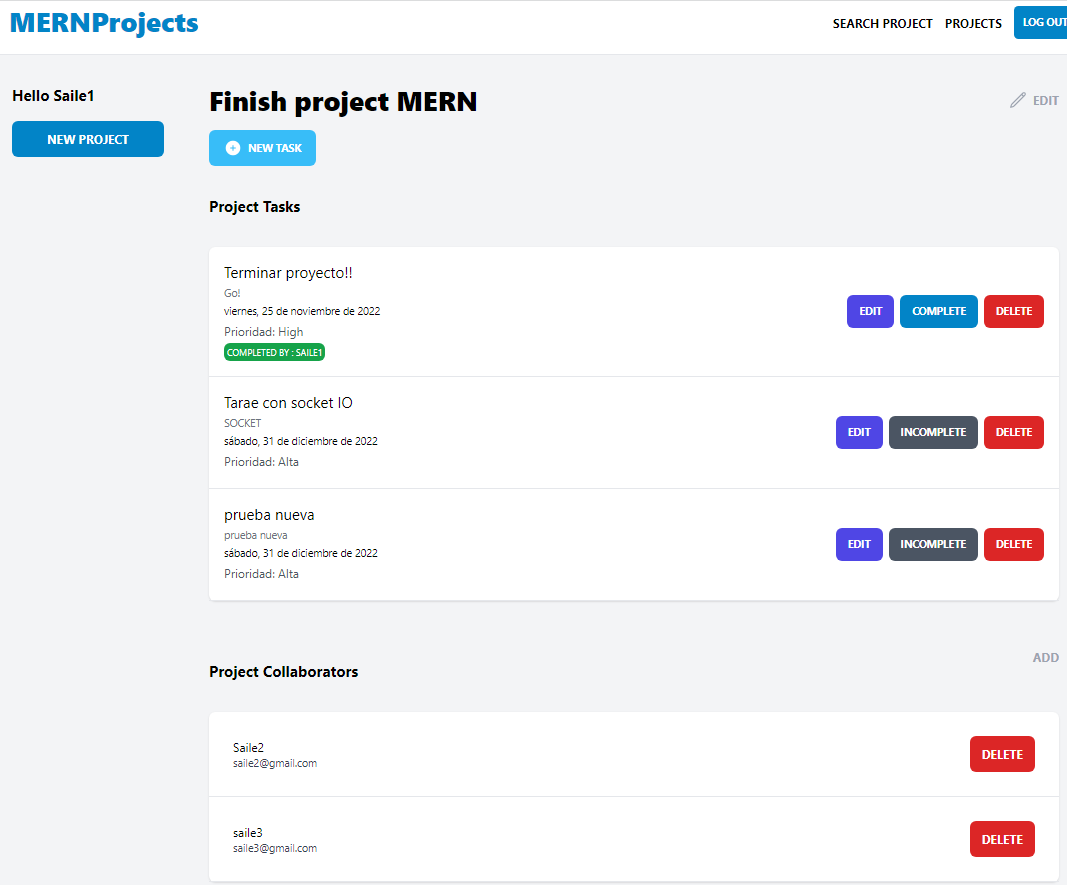 MERNProjects
SEARCH PROJECT PROJECTS LOG OUT
Hello Saile1
NEW PROJECT
Finish project MERN
EDIT
NEW TASK
Project Tasks
Terminar proyecto!!
Go!
viernes, 25 de noviembre de 2022
Prioridad: High
COMPLETED BY : SAILE1
EDIT COMPLETE DELETE
Tarae con socket IO
SOCKET
sábado, 31 de diciembre de 2022
Prioridad: Alta
EDIT INCOMPLETE DELETE
prueba nueva
prueba nueva
sábado, 31 de diciembre de 2022
Prioridad: Alta
EDIT INCOMPLETE DELETE
Project Collaborators
ADD
Saile2
saile2@gmail.com
DELETE
saile3
saile3@gmail.com
DELETE